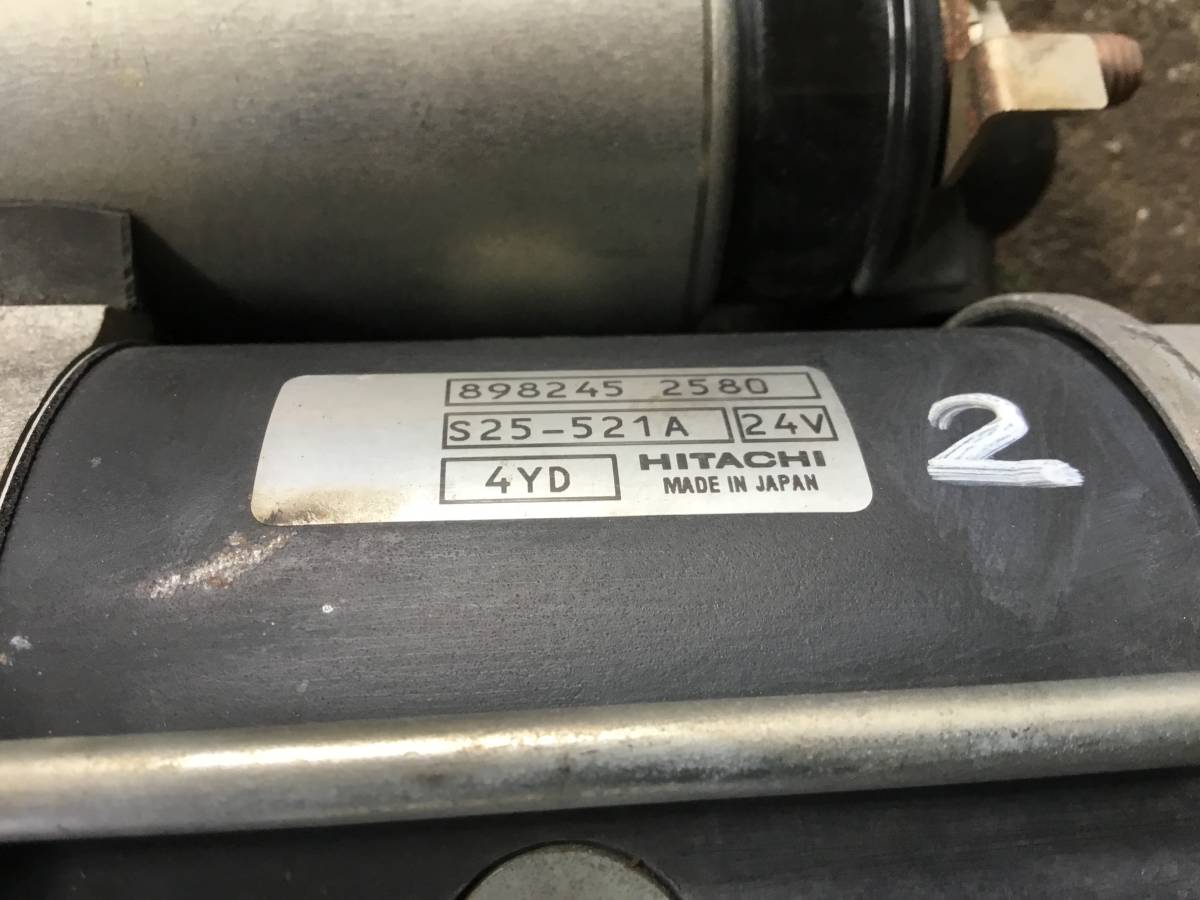 898245 2580
S25-521A 24V
4YD HITACHI
MADE IN JAPAN
2